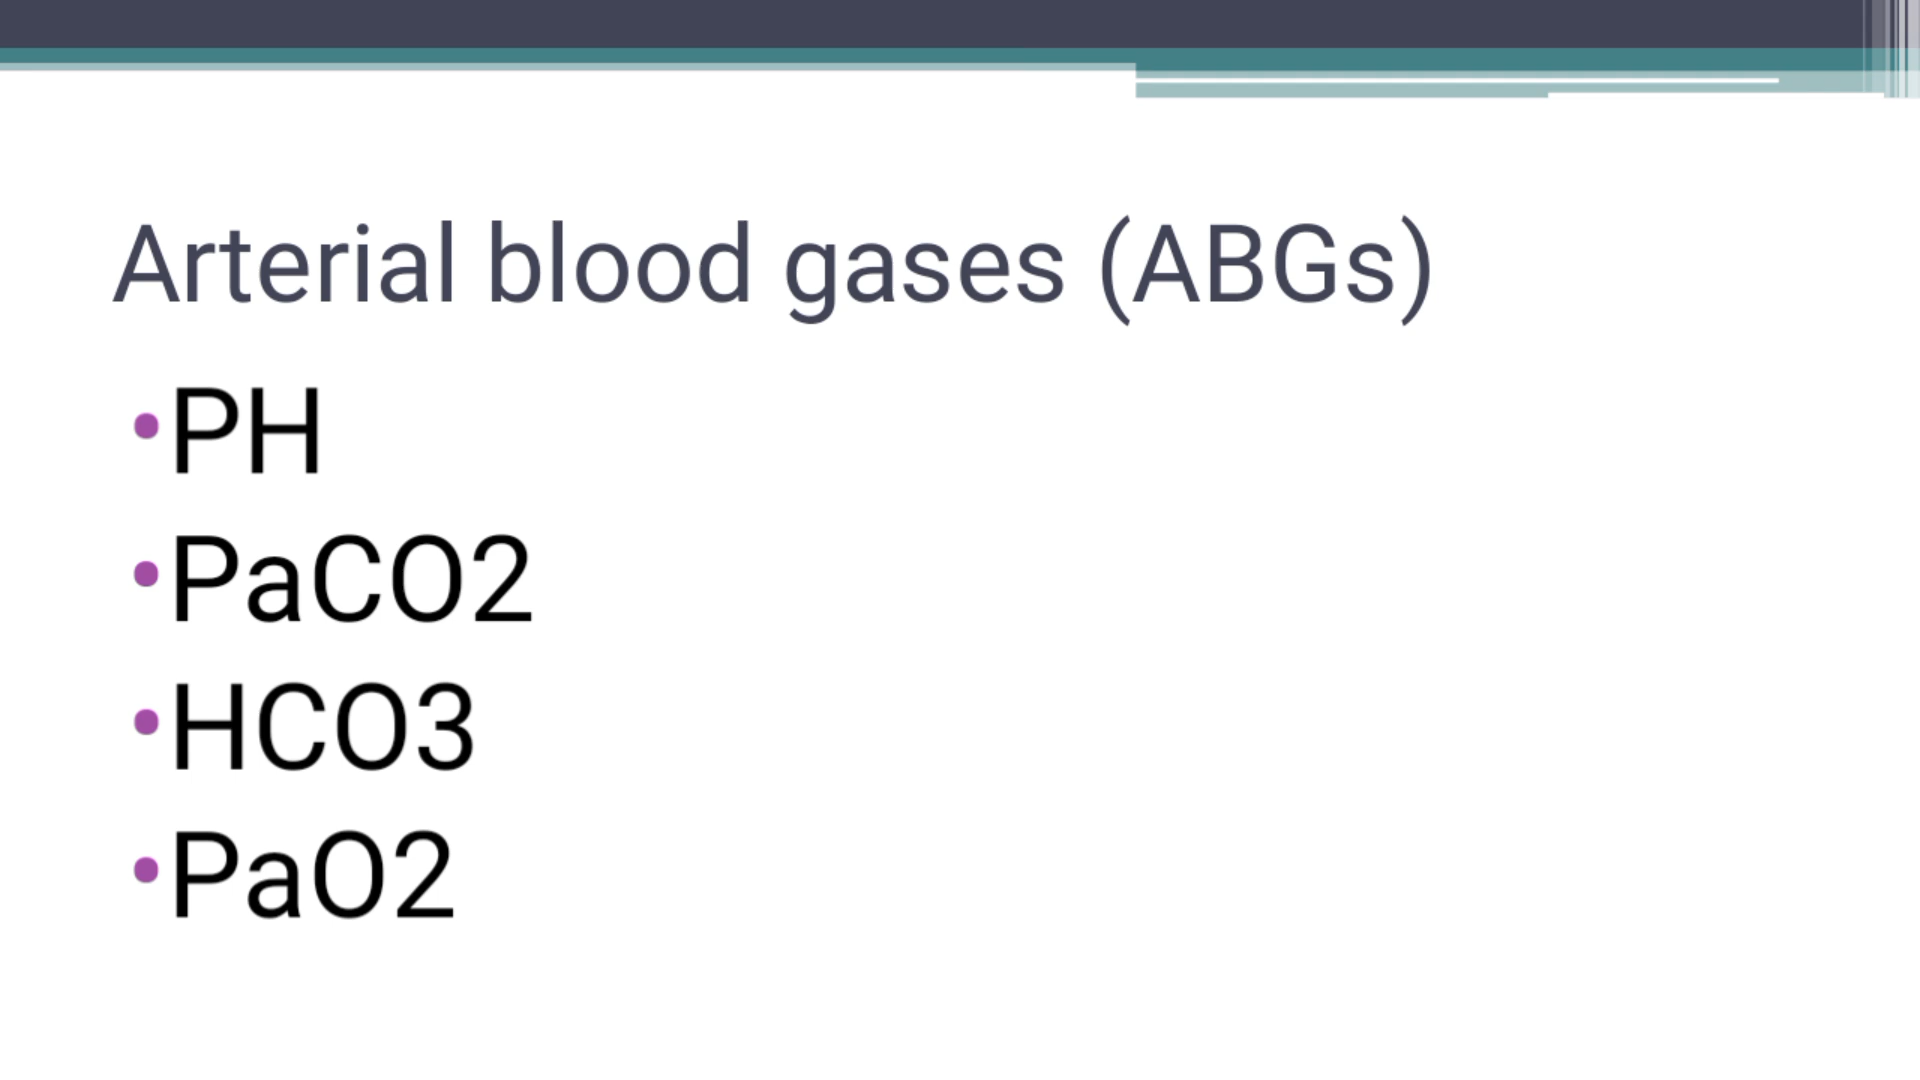 Arterial blood gases (ABGs)
•PH
•PaCO2
•HCO3
•PaO2